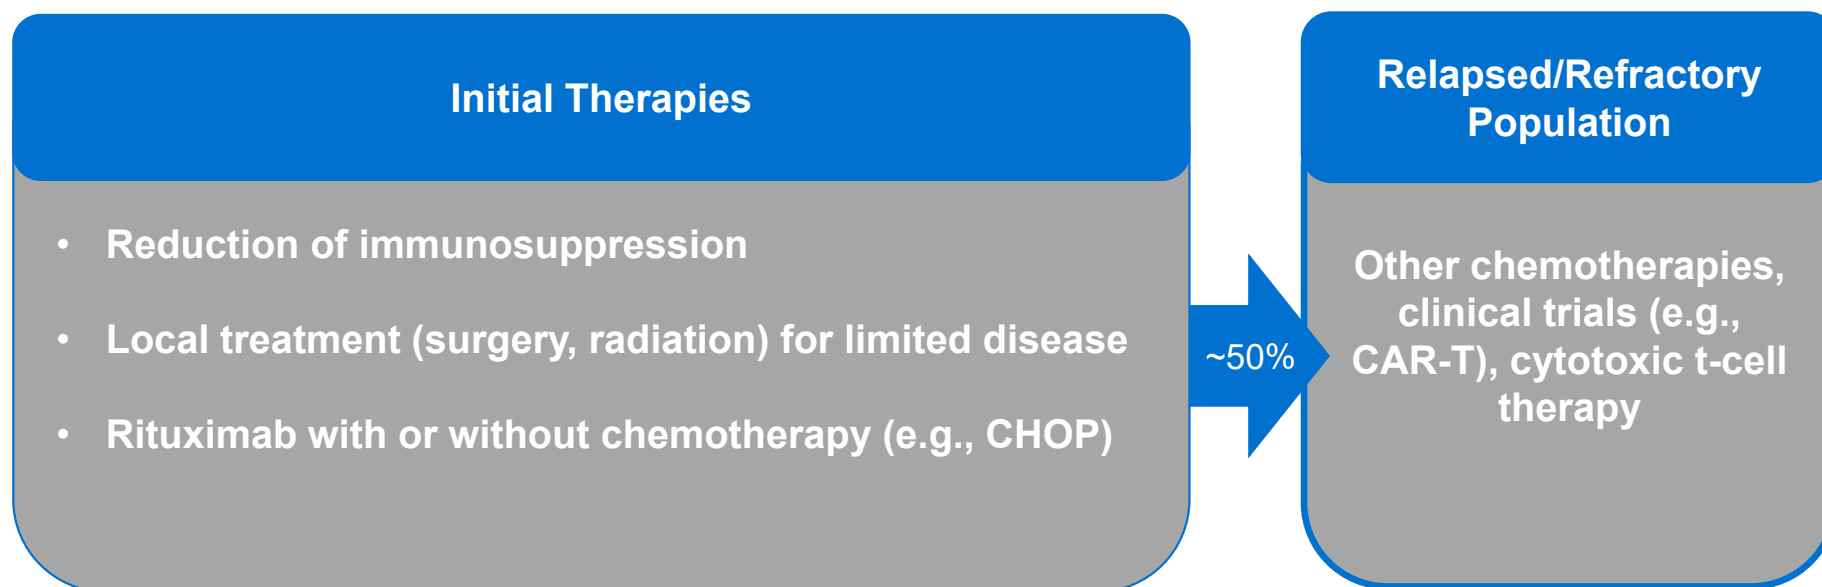 Initial Therapies
• Reduction of immunosuppression
• Local treatment (surgery, radiation) for limited disease
• Rituximab with or without chemotherapy (e.g., CHOP)
~50%
Relapsed/Refractory
Population
Other chemotherapies,
clinical trials (e.g.,
CAR-T), cytotoxic t-cell
therapy